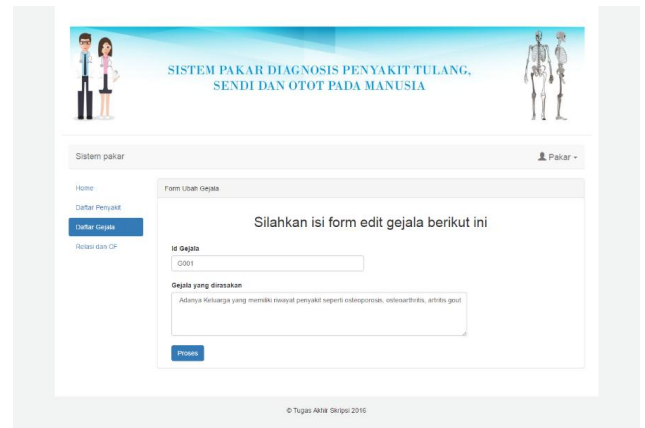 SISTEM PAKAR DIAGNOSIS PENYAKIT TULANG,
SENDI DAN OTOT PADA MANUSIA
Sistem pakar
Pakar
Home
Daftar Penyakit
Daftar Gejala
Relasi dan CF
Form Ubah Gejala
Silahkan isi form edit gejala berikut ini
Id Gejala
G001
Gejala yang dirasakan
Adanya Keluarga yang memiliki riwayat penyakit seperti osteoporosis, osteoarthritis, artritis gout
Proses
© Tugas Akhir Skripsi 2016